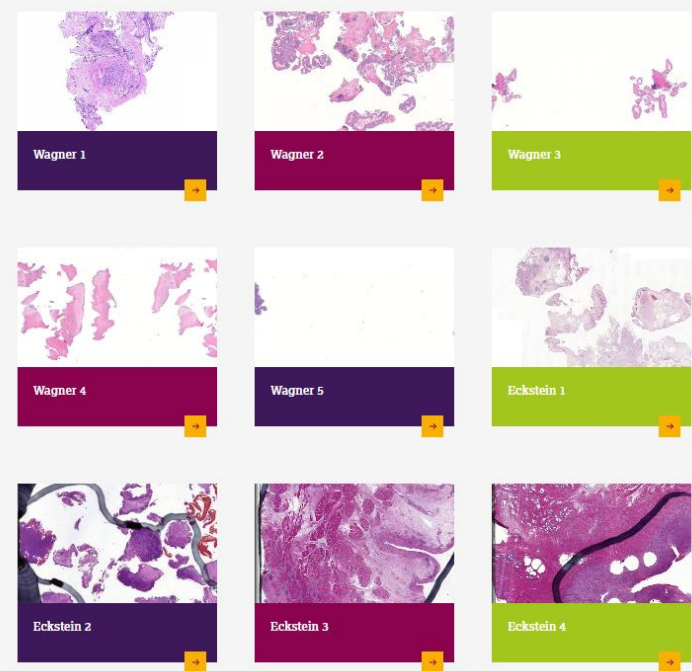 Wagner 1
Wagner 2
Wagner 3
Wagner 4
Wagner 5
Eckstein 1
Eckstein 2
Eckstein 3
Eckstein 4